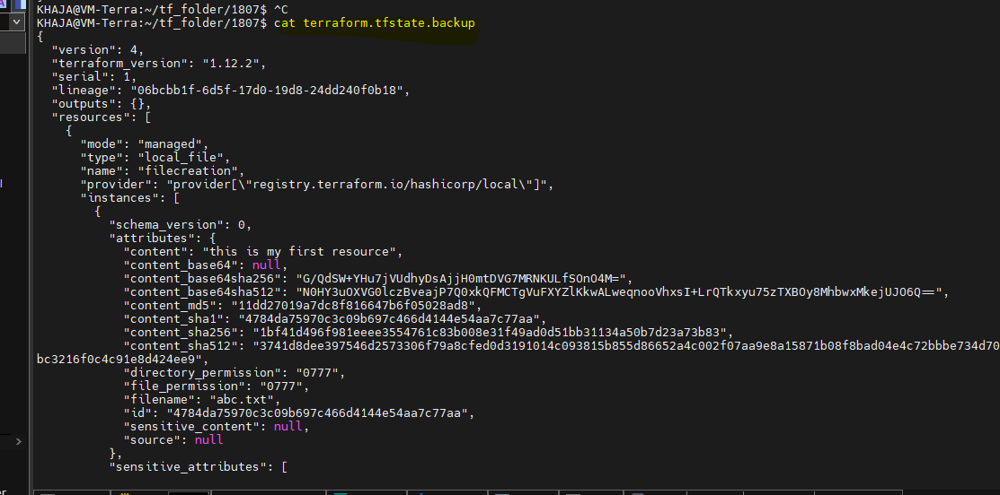 KHAJA@VM-Terra:~/tf_folder/1807$ ^C
KHAJA@VM-Terra:~/tf_folder/1807$ cat terraform.tfstate.backup
{
  "version": 4,
  "terraform_version": "1.12.2",
  "serial": 1,
  "lineage": "06bcbb1f-6d5f-17d0-19d8-24dd240f0b18",
  "outputs": {},
  "resources": [
    {
      "mode": "managed",
      "type": "local_file",
      "name": "filecreation",
      "provider": "provider[\"registry.terraform.io/hashicorp/local\"]",
      "instances": [
        {
          "schema_version": 0,
          "attributes": {
            "content": "this is my first resource",
            "content_base64": null,
            "content_base64sha256": "G/QdSW+YHu7jVUdhyDsAjjH0mtDVG7MRNKULfSOnO4M=",
            "content_base64sha512": "N0HY3uOXVG0lczBveajP7Q0xkQFMCTgVuFXYZlKkwALweqnooVhxsI+LrQTkxyu75zTXBOy8MhbwxMkejUJO6Q==",
            "content_md5": "11dd27019a7dc8f816647b6f05028ad8",
            "content_sha1": "4784da75970c3c09b697c466d4144e54aa7c77aa",
            "content_sha256": "1bf41d496f981eeee3554761c83b008e31f49ad0d51bb31134a50b7d23a73b83",
            "content_sha512": "3741d8dee397546d2573306f79a8cfed0d3191014c093815b855d86652a4c002f07aa9e8a15871b08f8bad04e4c72bbbe734d70
bc3216f0c4c91e8d424ee9",
            "directory_permission": "0777",
            "file_permission": "0777",
            "filename": "abc.txt",
            "id": "4784da75970c3c09b697c466d4144e54aa7c77aa",
            "sensitive_content": null,
            "source": null
          },
          "sensitive_attributes": [